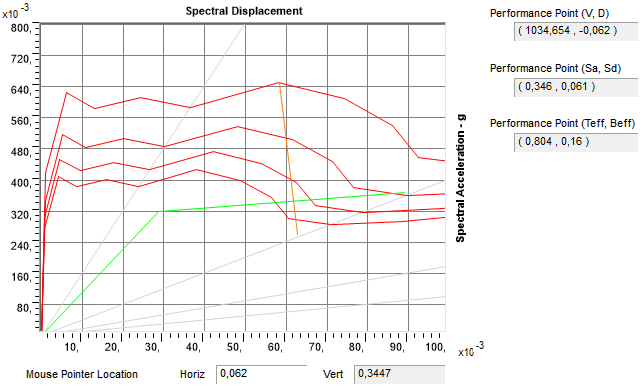 Spectral Displacement
x10 -3
800,
720,
640,
560,
480,
400,
320,
240,
160,
80,
10, 20, 30, 40, 50, 60, 70, 80, 90, 100,
x10 -3
Spectral Acceleration - g
Performance Point (V, D)
( 1034,654 , -0,062 )
Performance Point (Sa, Sd)
( 0,346 , 0,061 )
Performance Point (Teff, Beff)
( 0,804 , 0,16 )
Mouse Pointer Location Horiz 0,062 Vert 0,3447